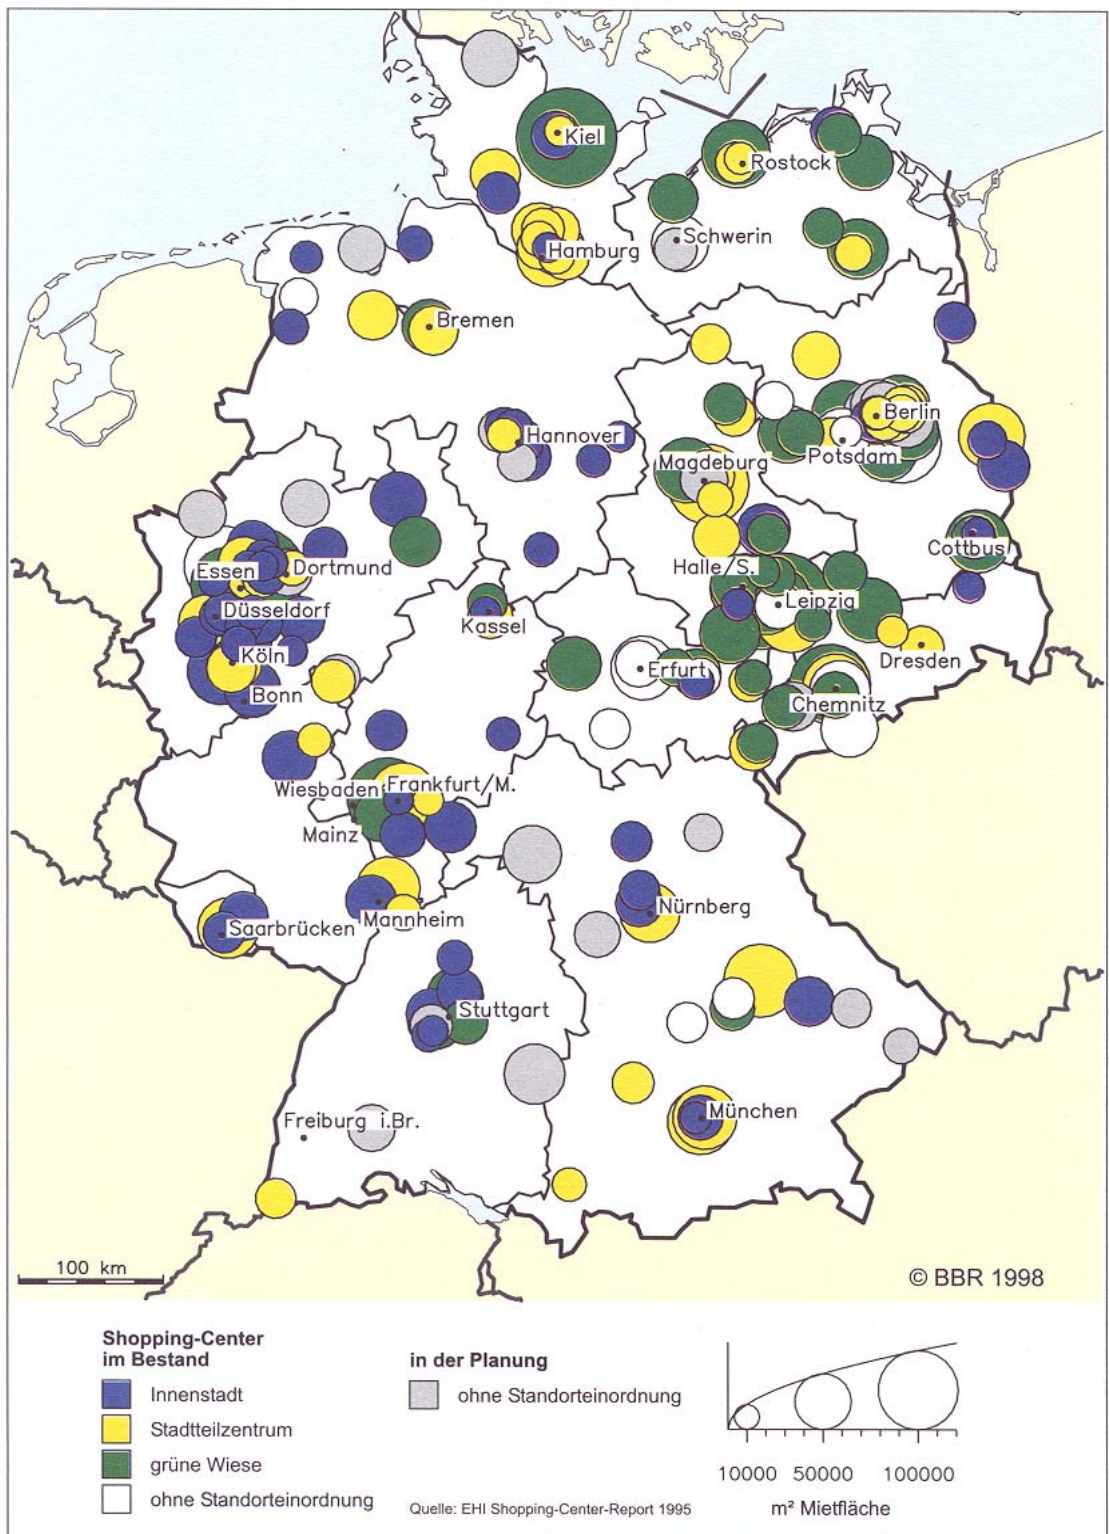 Kiel
Rostock
Schwerin
Hamburg
Bremen
Berlin
Hannover
Potsdam
Magdeburg
Cottbus
Halle/S.
Essen
Dortmund
Leipzig
Düsseldorf
Kassel
Köln
Dresden
Erfurt
Bonn
Chemnitz
Wiesbaden
Frankfurt/M.
Mainz
Nürnberg
Mannheim
Saarbrücken
Stuttgart
München
Freiburg i.Br.
100 km
© BBR 1998
Shopping-Center
im Bestand
Innenstadt
Stadtteilzentrum
grüne Wiese
ohne Standorteinordnung
in der Planung
ohne Standorteinordnung
Quelle: EHI Shopping-Center-Report 1995
10000 50000 100000
m² Mietfläche